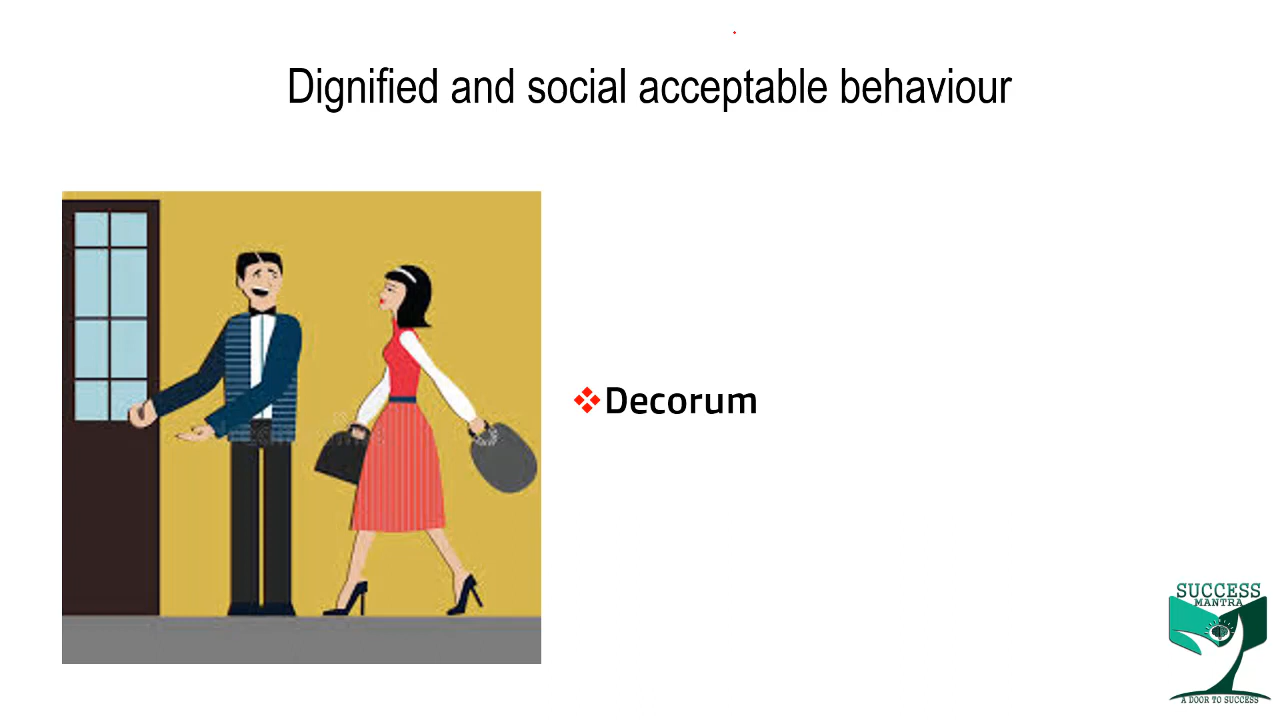 Dignified and social acceptable behaviour
Decorum
SUCCESS
MANTRA
A DOOR TO SUCCESS